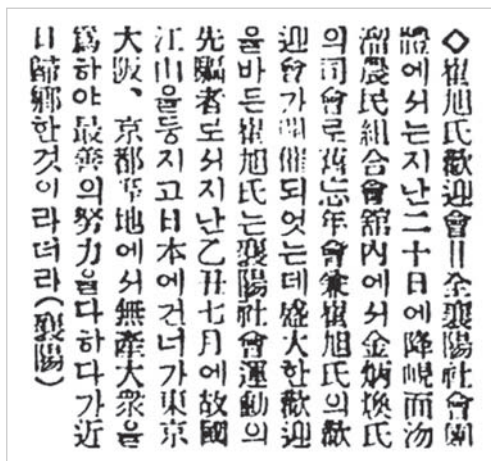 ◇崔旭氏歡迎會=全襄陽社會團
體에서는지난二十日에降峴面沕
淄農民組合會舘內에서金炳煥氏
의司會로舊忘年會兼崔旭氏의歡
迎會가開催되엇는데盛大한歡迎
을바든崔旭氏는襄陽社會運動의
先驅者로서지난乙丑七月에故國
江山을등지고日本에건너가東京
大阪、京都等地에서無產大衆을
爲하야最善의努力을다하다가近
日歸鄕한것이라더라(襄陽)